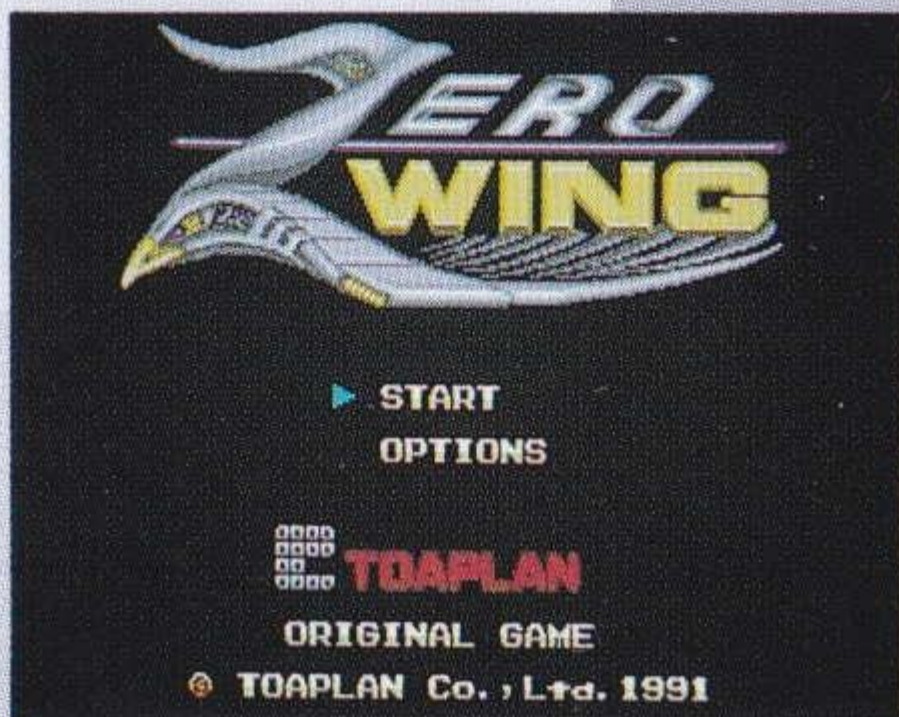 ZERO
WING
START
OPTIONS
TOAPLAN
ORIGINAL GAME
© TOAPLAN Co.,Ltd. 1991